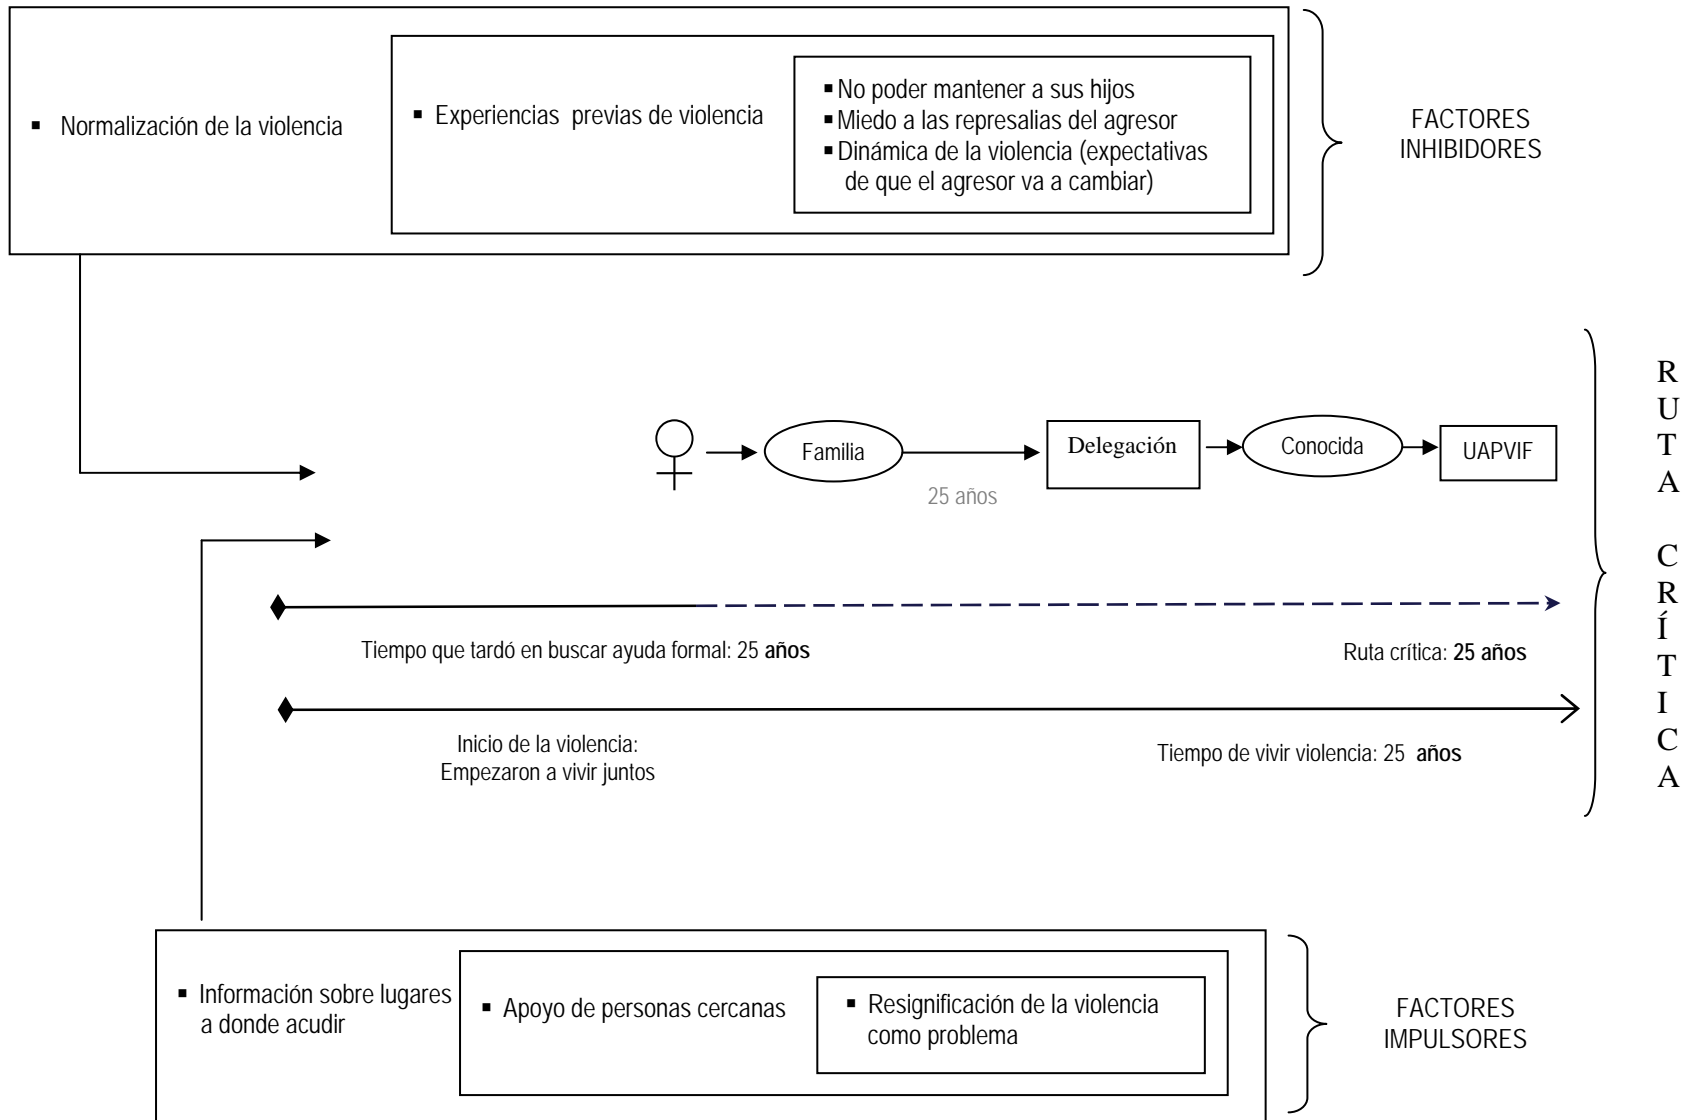 ▪ Normalización de la violencia
▪ Experiencias previas de violencia
▪ No poder mantener a sus hijos
▪ Miedo a las represalias del agresor
▪ Dinámica de la violencia (expectativas
de que el agresor va a cambiar)
FACTORES
INHIBIDORES
Familia
25 años
Delegación
Conocida
UAPVIF
Tiempo que tardó en buscar ayuda formal: 25 años
Ruta crítica: 25 años
Inicio de la violencia:
Empezaron a vivir juntos
Tiempo de vivir violencia: 25 años
R
U
T
A
C
R
Í
T
I
C
A
▪ Información sobre lugares
a donde acudir
▪ Apoyo de personas cercanas
▪ Resignificación de la violencia
como problema
FACTORES
IMPULSORES